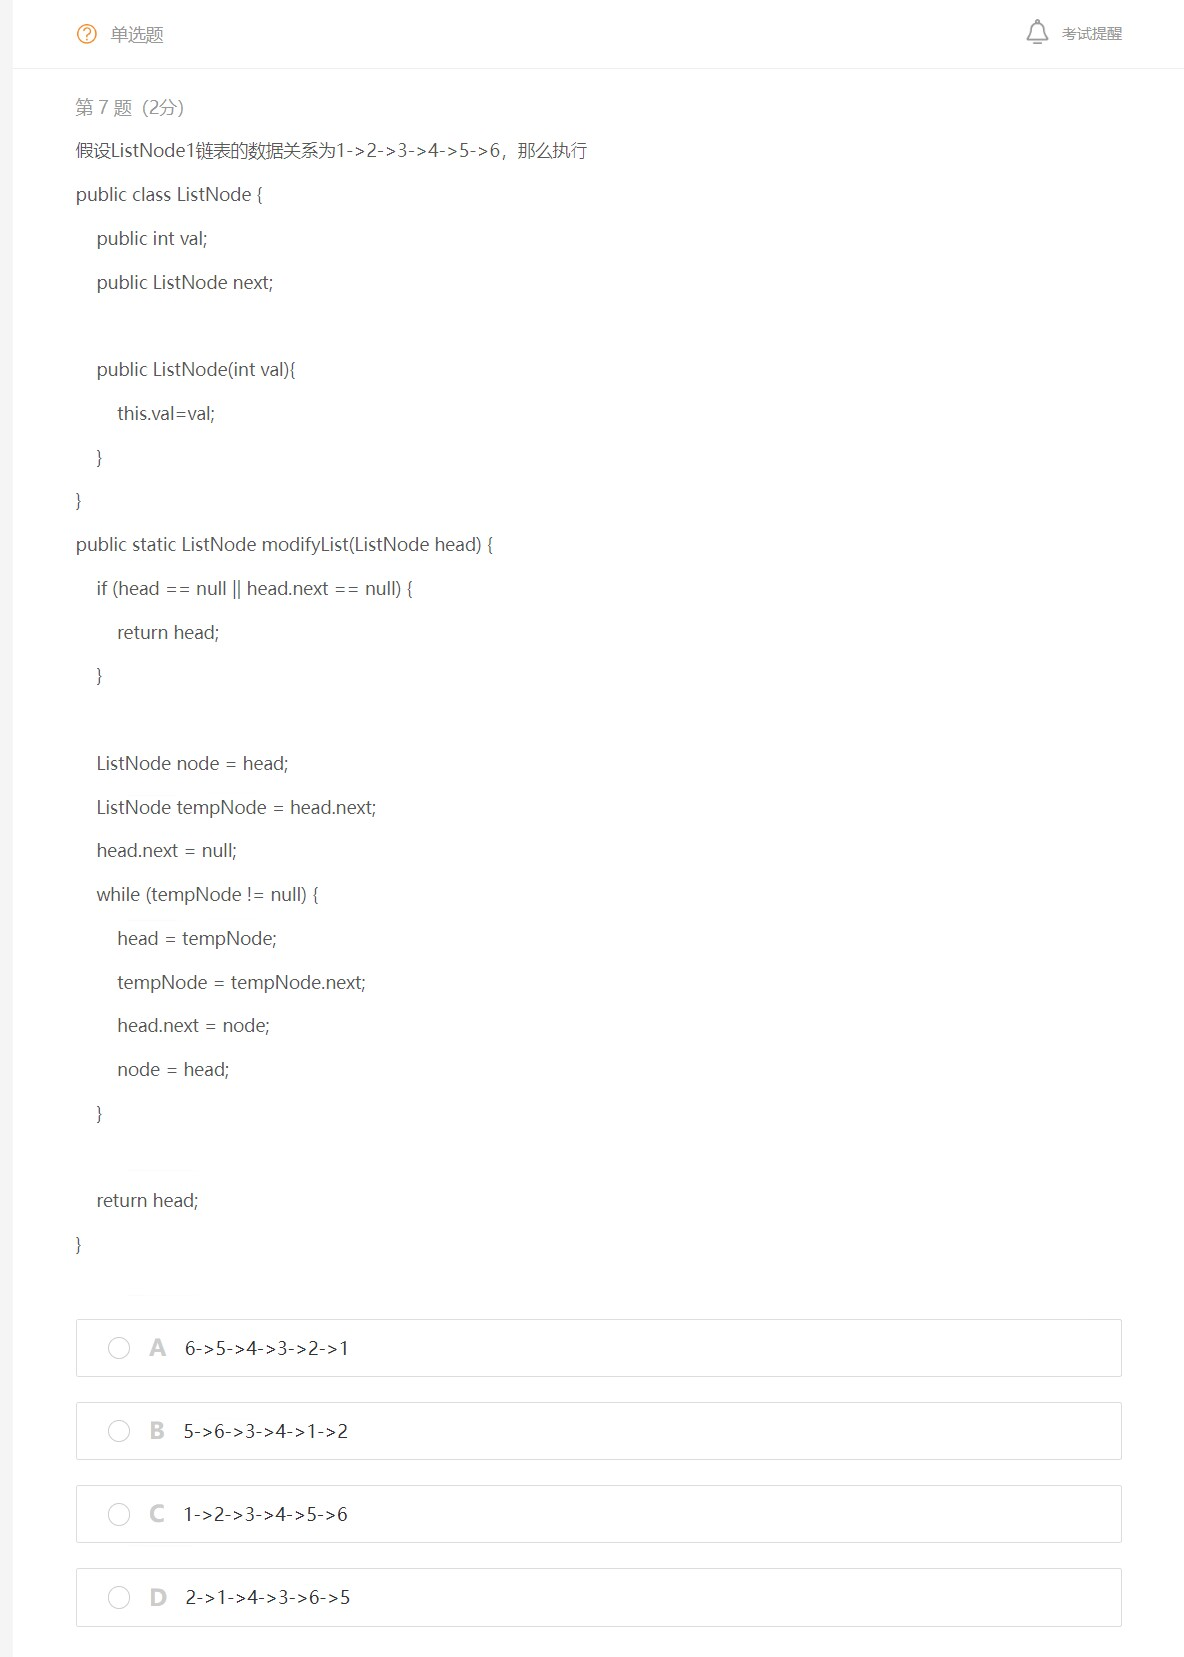 单选题
考试提醒
第 7 题 (2分)
假设ListNode1链表的数据关系为1->2->3->4->5->6，那么执行
public class ListNode {
public int val;
public ListNode next;
public ListNode(int val){
this.val=val;
}
}
public static ListNode modifyList(ListNode head) {
if (head == null || head.next == null) {
return head;
}
ListNode node = head;
ListNode tempNode = head.next;
head.next = null;
while (tempNode != null) {
head = tempNode;
tempNode = tempNode.next;
head.next = node;
node = head;
}
return head;
}
A 6->5->4->3->2->1
B 5->6->3->4->1->2
C 1->2->3->4->5->6
D 2->1->4->3->6->5